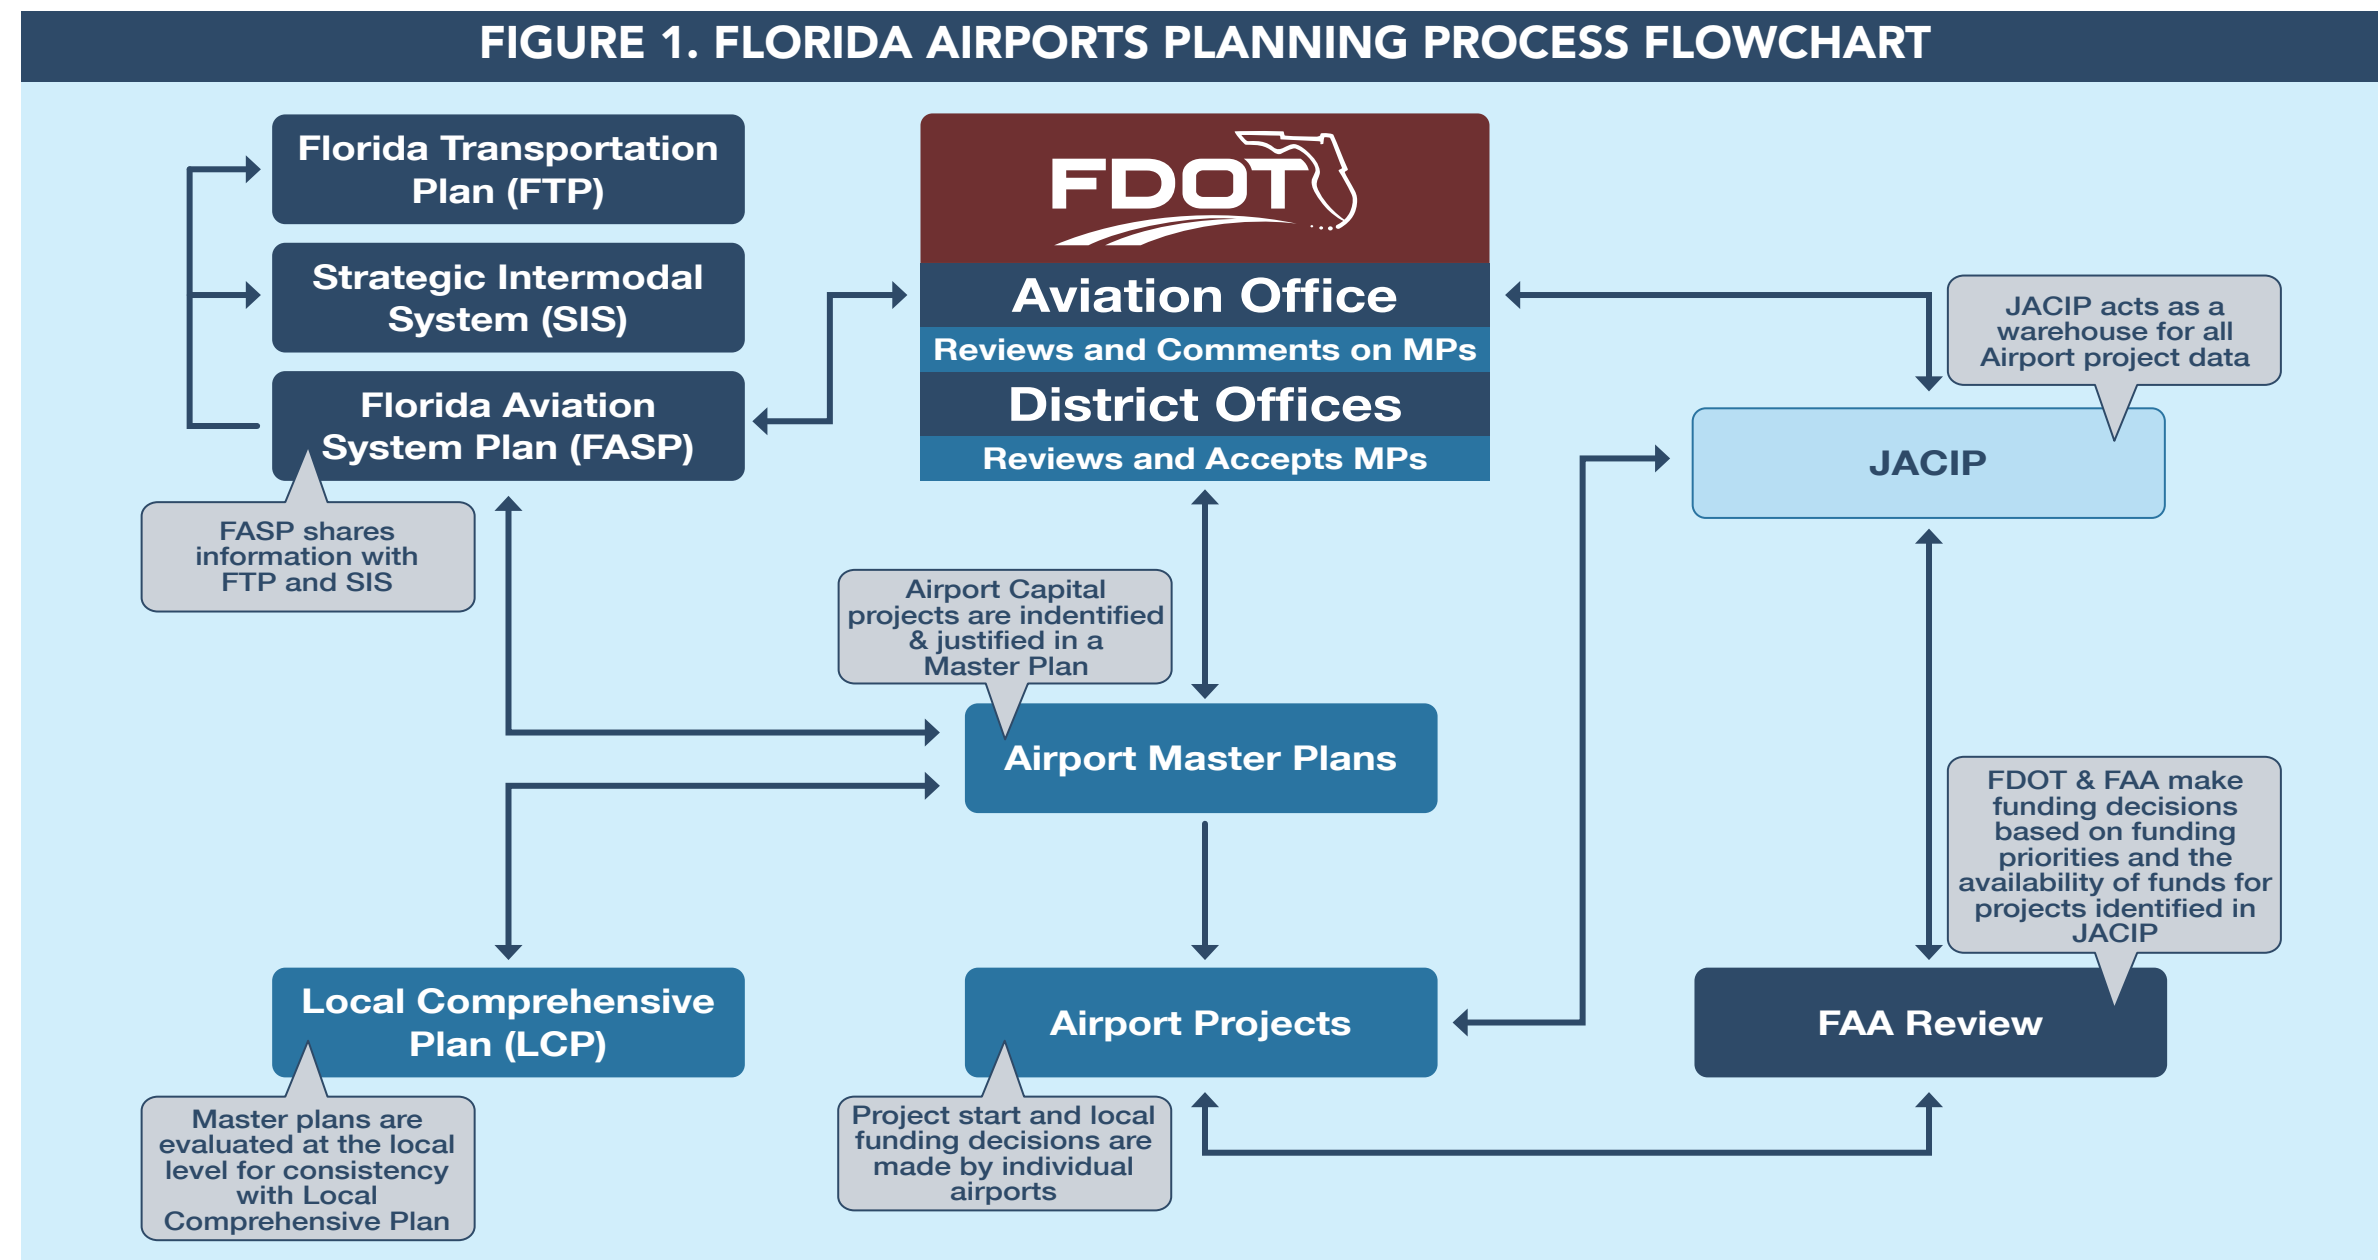 FIGURE 1. FLORIDA AIRPORTS PLANNING PROCESS FLOWCHART
Florida Transportation
Plan (FTP)
Strategic Intermodal
System (SIS)
Florida Aviation
System Plan (FASP)
FASP shares
information with
FTP and SIS
FDOT
Aviation Office
Reviews and Comments on MPs
District Offices
Reviews and Accepts MPs
JACIP acts as a
warehouse for all
Airport project data
JACIP
Airport Capital
projects are indentified
& justified in a
Master Plan
Airport Master Plans
FDOT & FAA make
funding decisions
based on funding
priorities and the
availability of funds for
projects identified in
JACIP
Local Comprehensive
Plan (LCP)
Airport Projects
FAA Review
Master plans are
evaluated at the local
level for consistency
with Local
Comprehensive Plan
Project start and local
funding decisions are
made by individual
airports